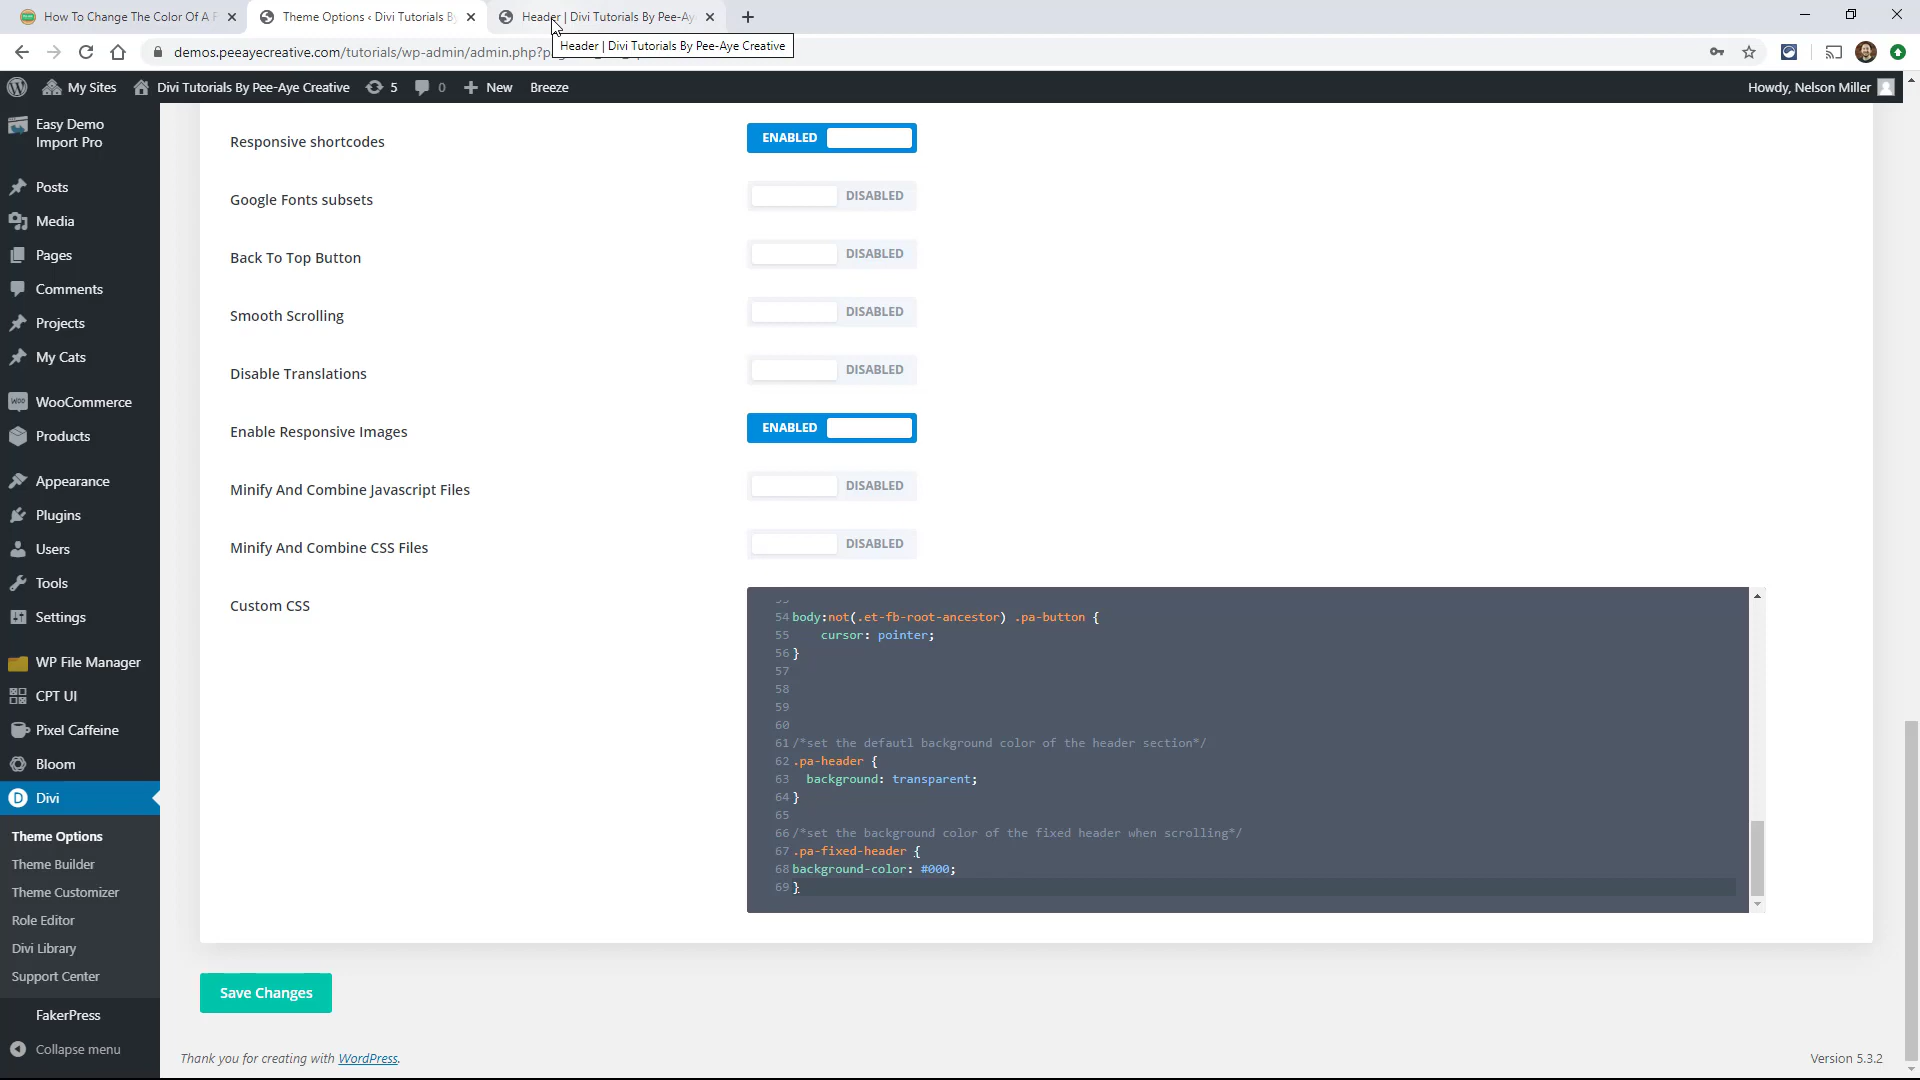 How To Change The Color Of A F
Theme Options ‹ Divi Tutorials B
Header | Divi Tutorials By Pee-Aye
demos.peeayecreative.com/tutorials/wp-admin/admin.php?p
Header | Divi Tutorials By Pee-Aye Creative
My Sites
Divi Tutorials By Pee-Aye Creative
5
0
New
Breeze
Howdy, Nelson Miller
Easy Demo
Import Pro
Posts
Media
Pages
Comments
Projects
My Cats
WooCommerce
Products
Appearance
Plugins
Users
Tools
Settings
WP File Manager
CPT UI
Pixel Caffeine
Bloom
Divi
Theme Options
Theme Builder
Theme Customizer
Role Editor
Divi Library
Support Center
FakerPress
Collapse menu
Responsive shortcodes
ENABLED
Google Fonts subsets
DISABLED
Back To Top Button
DISABLED
Smooth Scrolling
DISABLED
Disable Translations
DISABLED
Enable Responsive Images
ENABLED
Minify And Combine Javascript Files
DISABLED
Minify And Combine CSS Files
DISABLED
Custom CSS
54 body:not(.et-fb-root-ancestor) .pa-button {
55 cursor: pointer;
56 }
57
58
59
60
61 /*set the defautl background color of the header section*/
62 .pa-header {
63 background: transparent;
64 }
65
66 /*set the background color of the fixed header when scrolling*/
67 .pa-fixed-header {
68 background-color: #000;
69 }
Save Changes
Thank you for creating with WordPress.
Version 5.3.2